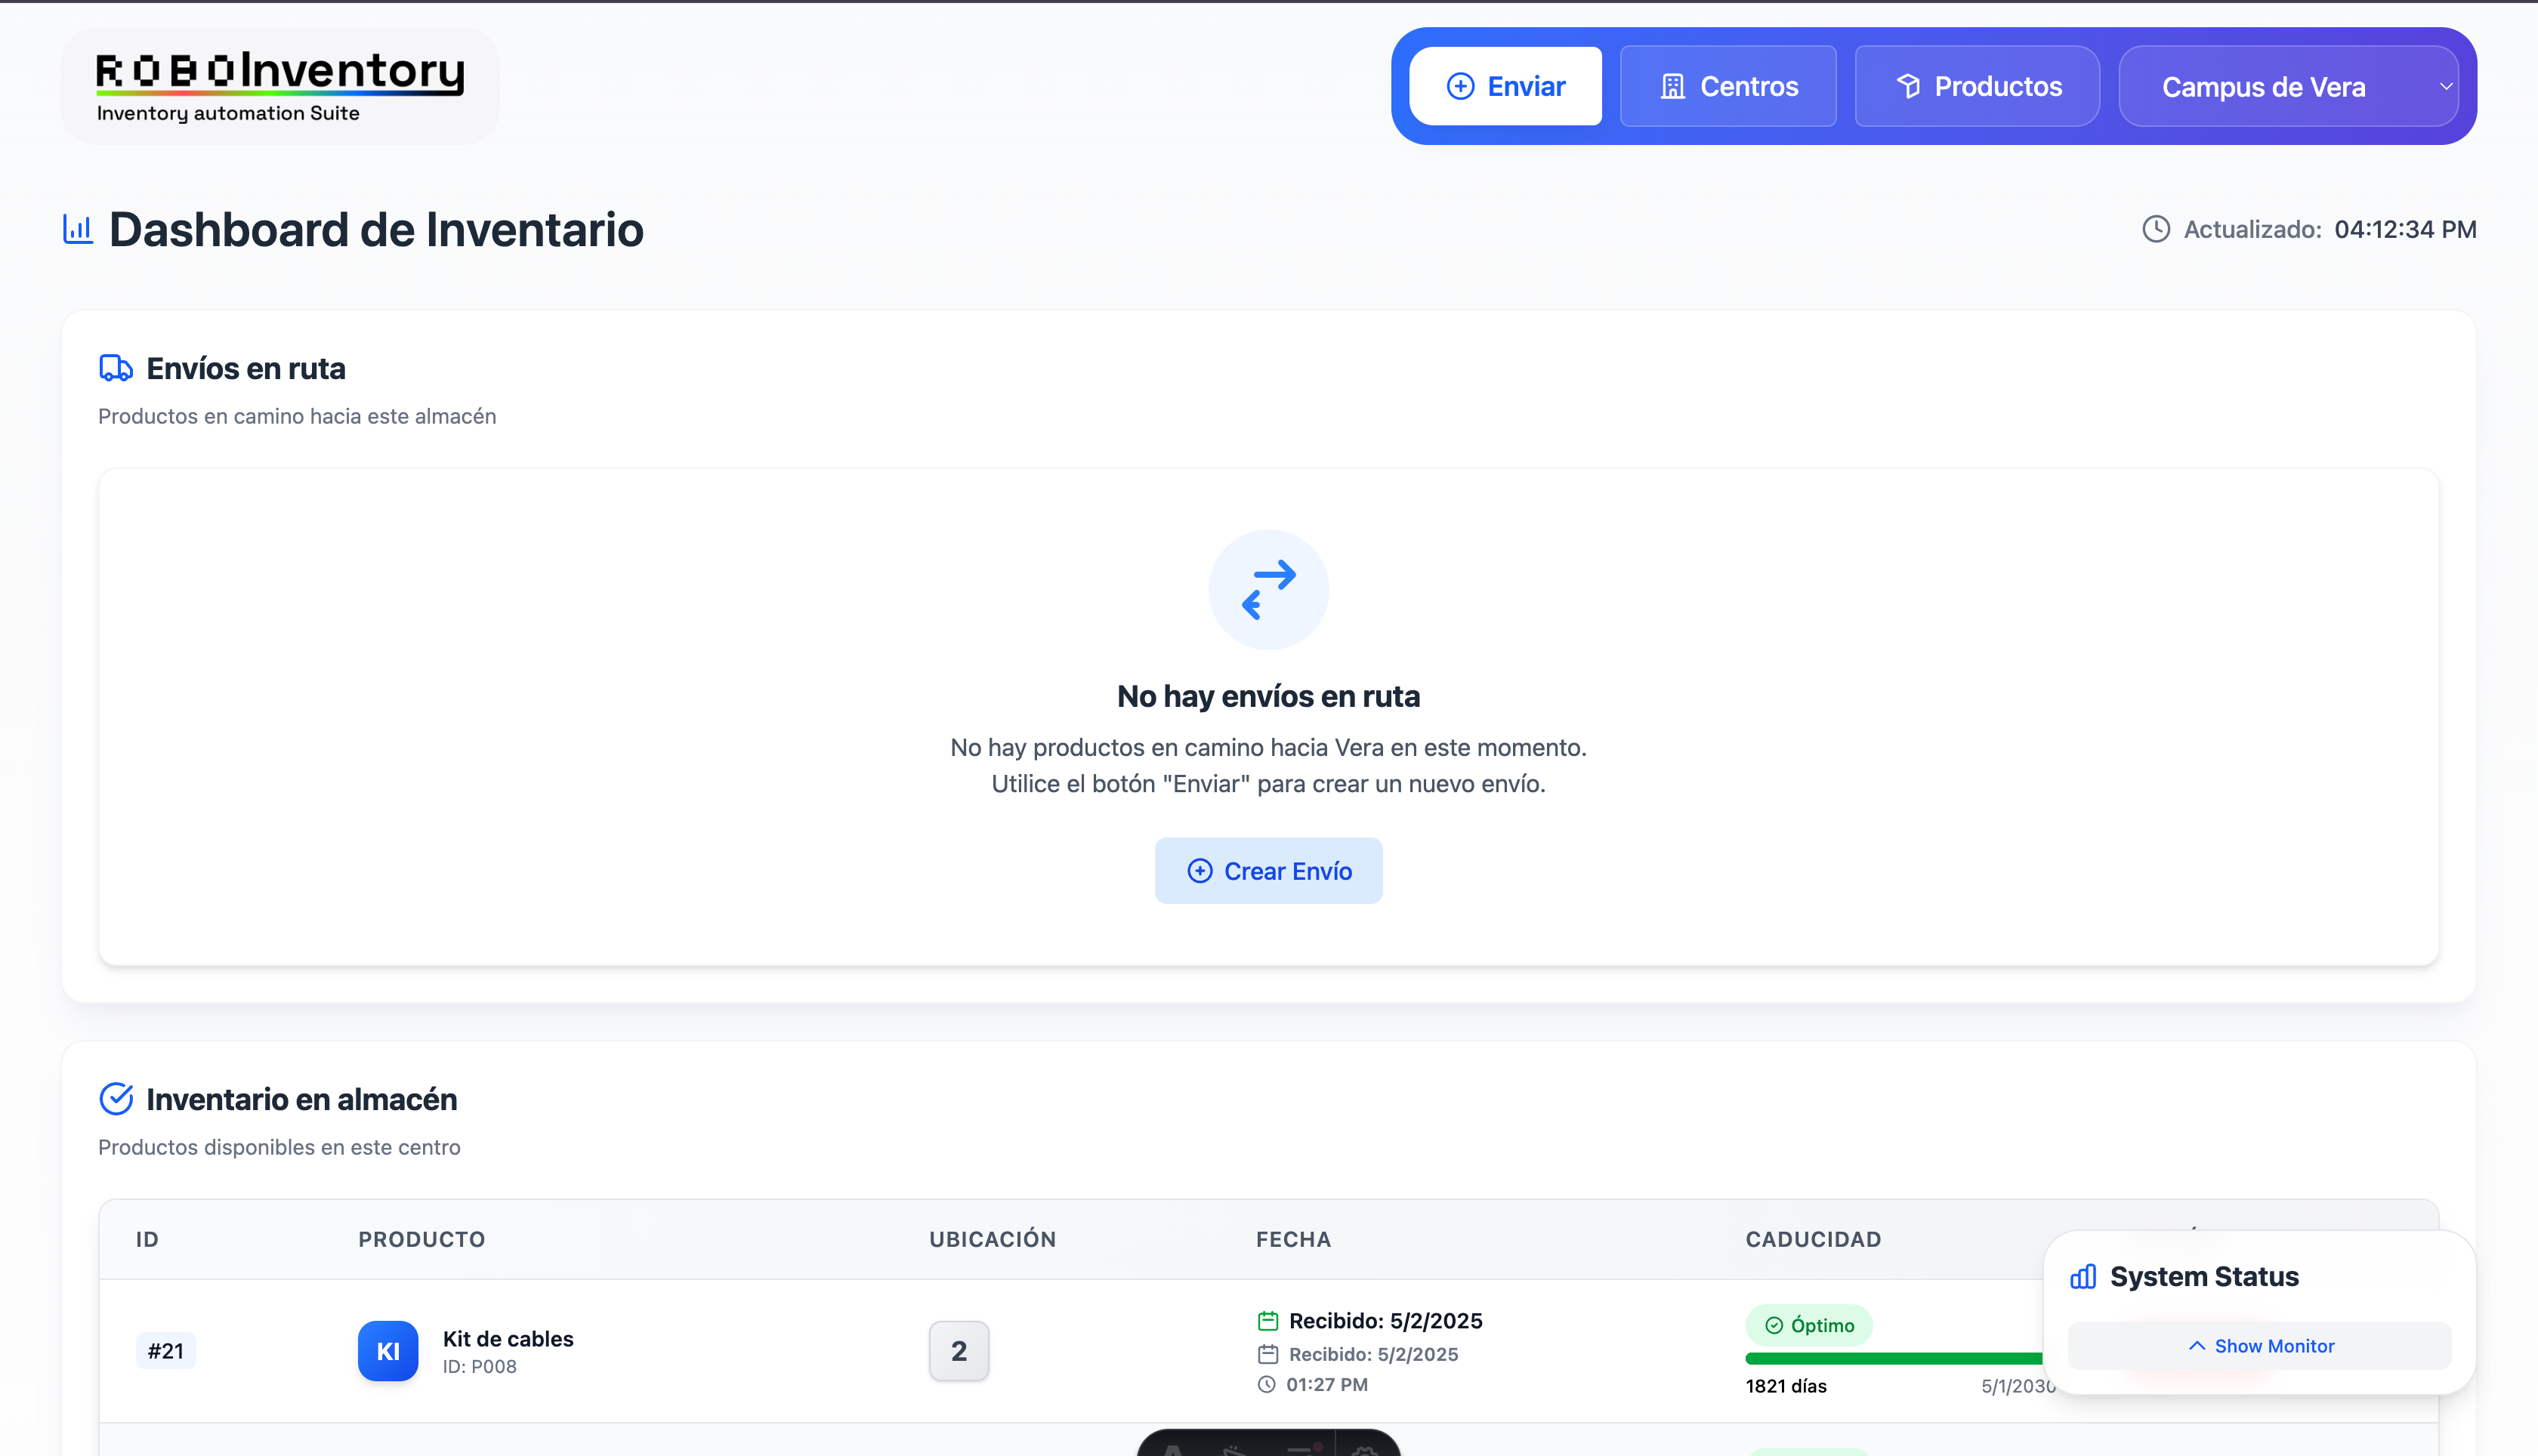 ROBOInventory
Inventory automation Suite
Enviar
Centros
Productos
Campus de Vera
Dashboard de Inventario
Actualizado: 04:12:34 PM
Envíos en ruta
Productos en camino hacia este almacén
No hay envíos en ruta
No hay productos en camino hacia Vera en este momento.
Utilice el botón "Enviar" para crear un nuevo envío.
Crear Envío
Inventario en almacén
Productos disponibles en este centro
ID PRODUCTO UBICACIÓN FECHA CADUCIDAD
#21
KI
Kit de cables
ID: P008
2
Recibido: 5/2/2025
Recibido: 5/2/2025
01:27 PM
Óptimo
1821 días
5/1/2030
System Status
Show Monitor